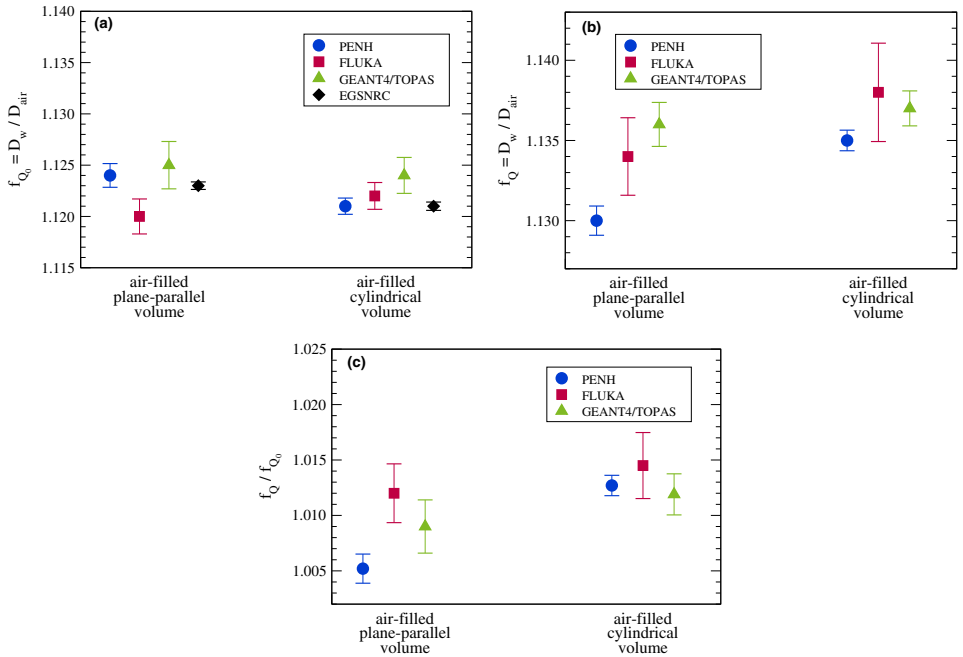 (a)
1.140
1.135
1.130
1.125
1.120
1.115
f_Q₀ = D_w / D_air
PENH
FLUKA
GEANT4/TOPAS
EGSNRC
air-filled
plane-parallel
volume
air-filled
cylindrical
volume
(b)
1.140
1.135
1.130
f_Q = D_w / D_air
PENH
FLUKA
GEANT4/TOPAS
air-filled
plane-parallel
volume
air-filled
cylindrical
volume
(c)
1.025
1.020
1.015
1.010
1.005
f_Q / f_Q₀
PENH
FLUKA
GEANT4/TOPAS
air-filled
plane-parallel
volume
air-filled
cylindrical
volume